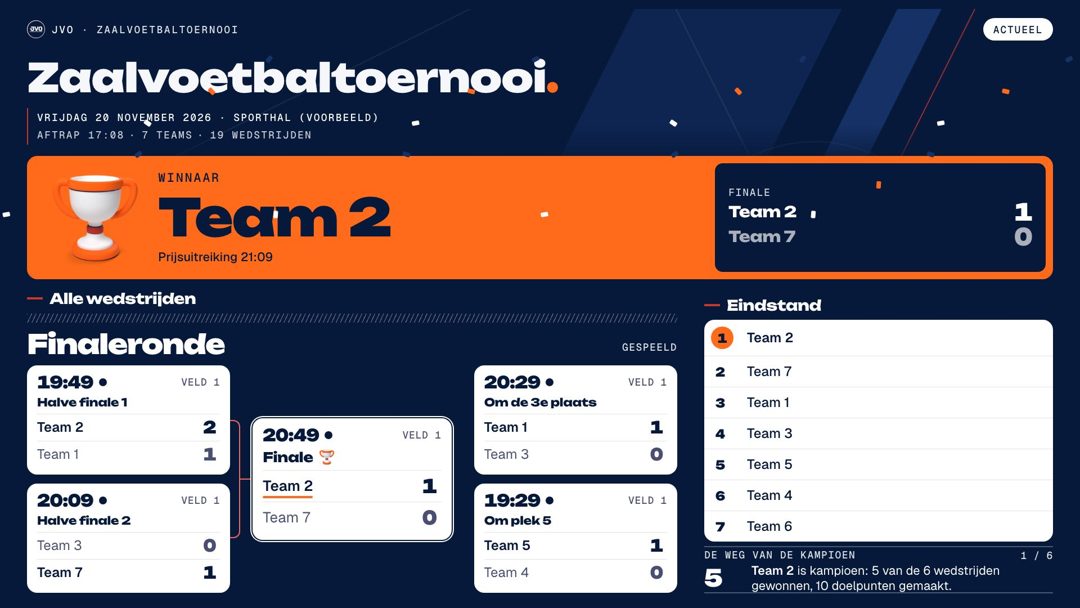 JVO JVO · ZAALVOETBALTOERNOOI
ACTUEEL
Zaalvoetbaltoernooi.
VRIJDAG 20 NOVEMBER 2026 · SPORTHAL (VOORBEELD)
AFTRAP 17:08 · 7 TEAMS · 19 WEDSTRIJDEN
WINNAAR
Team 2
Prijsuitreiking 21:09
FINALE
Team 2 1
Team 7 0
Alle wedstrijden
Finaleronde
GESPEELD
19:49 • VELD 1
Halve finale 1
Team 2 2
Team 1 1
20:09 • VELD 1
Halve finale 2
Team 3 0
Team 7 1
20:49 • VELD 1
Finale 🏆
Team 2 1
Team 7 0
20:29 • VELD 1
Om de 3e plaats
Team 1 1
Team 3 0
19:29 • VELD 1
Om plek 5
Team 5 1
Team 4 0
Eindstand
1 Team 2
2 Team 7
3 Team 1
4 Team 3
5 Team 5
6 Team 4
7 Team 6
DE WEG VAN DE KAMPIOEN 1 / 6
5 Team 2 is kampioen: 5 van de 6 wedstrijden
gewonnen, 10 doelpunten gemaakt.